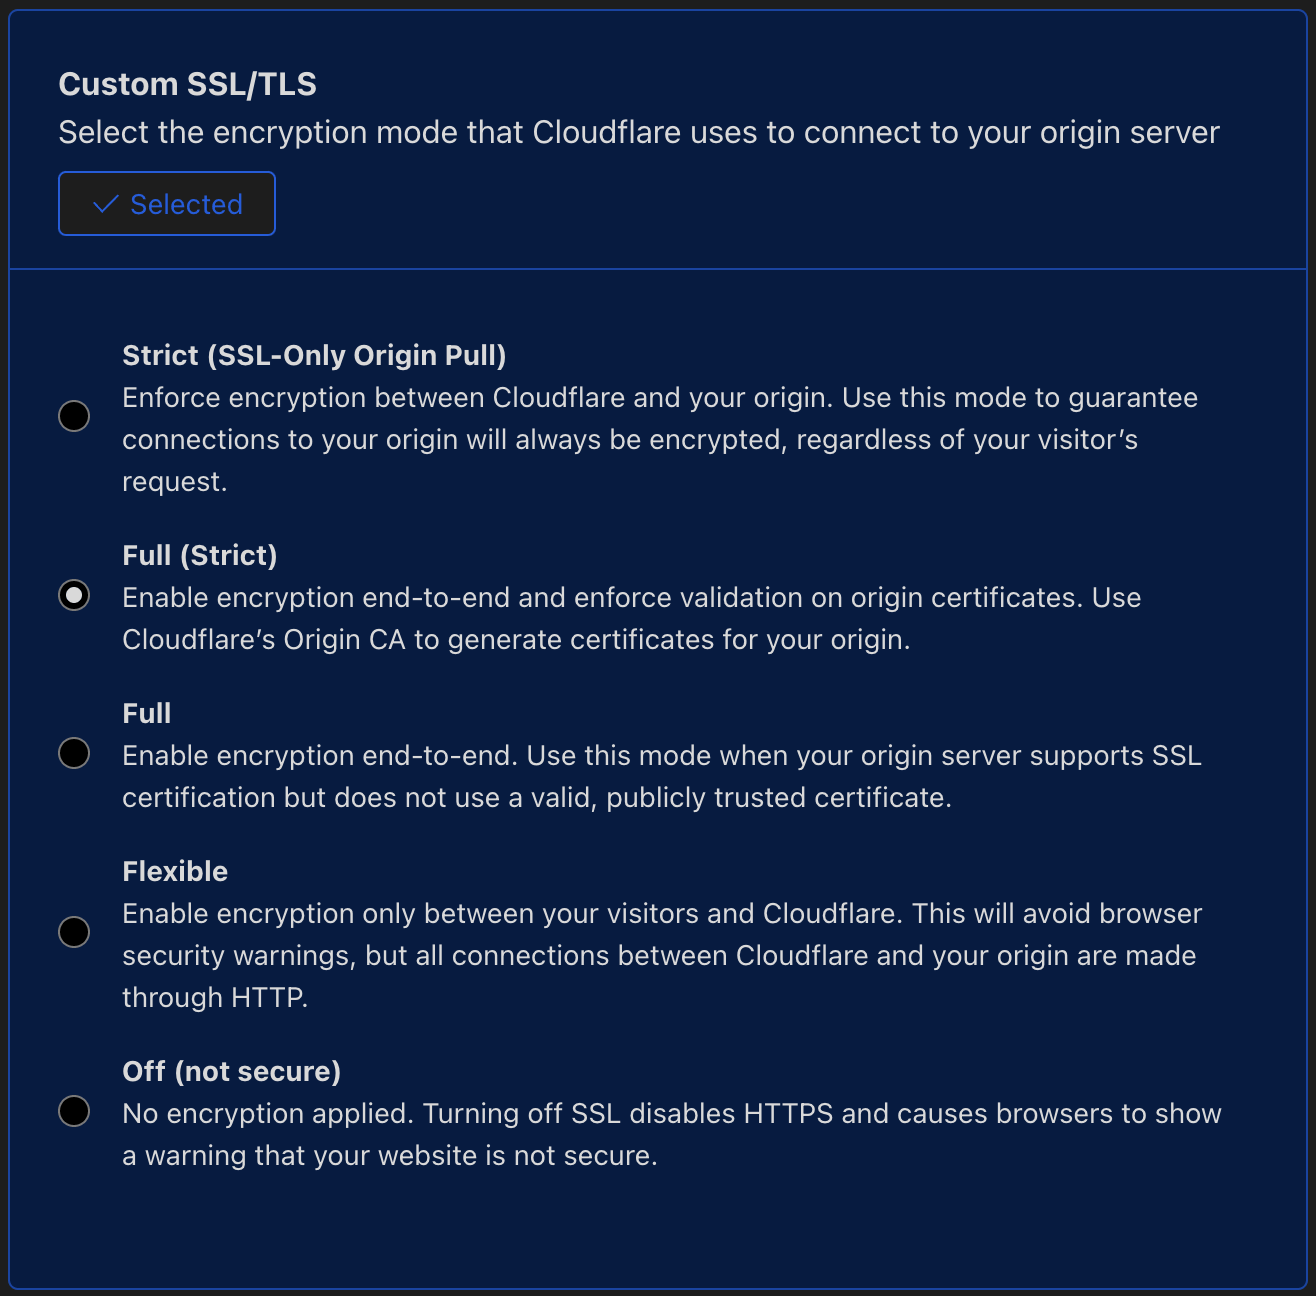 Custom SSL/TLS
Select the encryption mode that Cloudflare uses to connect to your origin server
Selected
Strict (SSL-Only Origin Pull)
Enforce encryption between Cloudflare and your origin. Use this mode to guarantee
connections to your origin will always be encrypted, regardless of your visitor’s
request.
Full (Strict)
Enable encryption end-to-end and enforce validation on origin certificates. Use
Cloudflare’s Origin CA to generate certificates for your origin.
Full
Enable encryption end-to-end. Use this mode when your origin server supports SSL
certification but does not use a valid, publicly trusted certificate.
Flexible
Enable encryption only between your visitors and Cloudflare. This will avoid browser
security warnings, but all connections between Cloudflare and your origin are made
through HTTP.
Off (not secure)
No encryption applied. Turning off SSL disables HTTPS and causes browsers to show
a warning that your website is not secure.